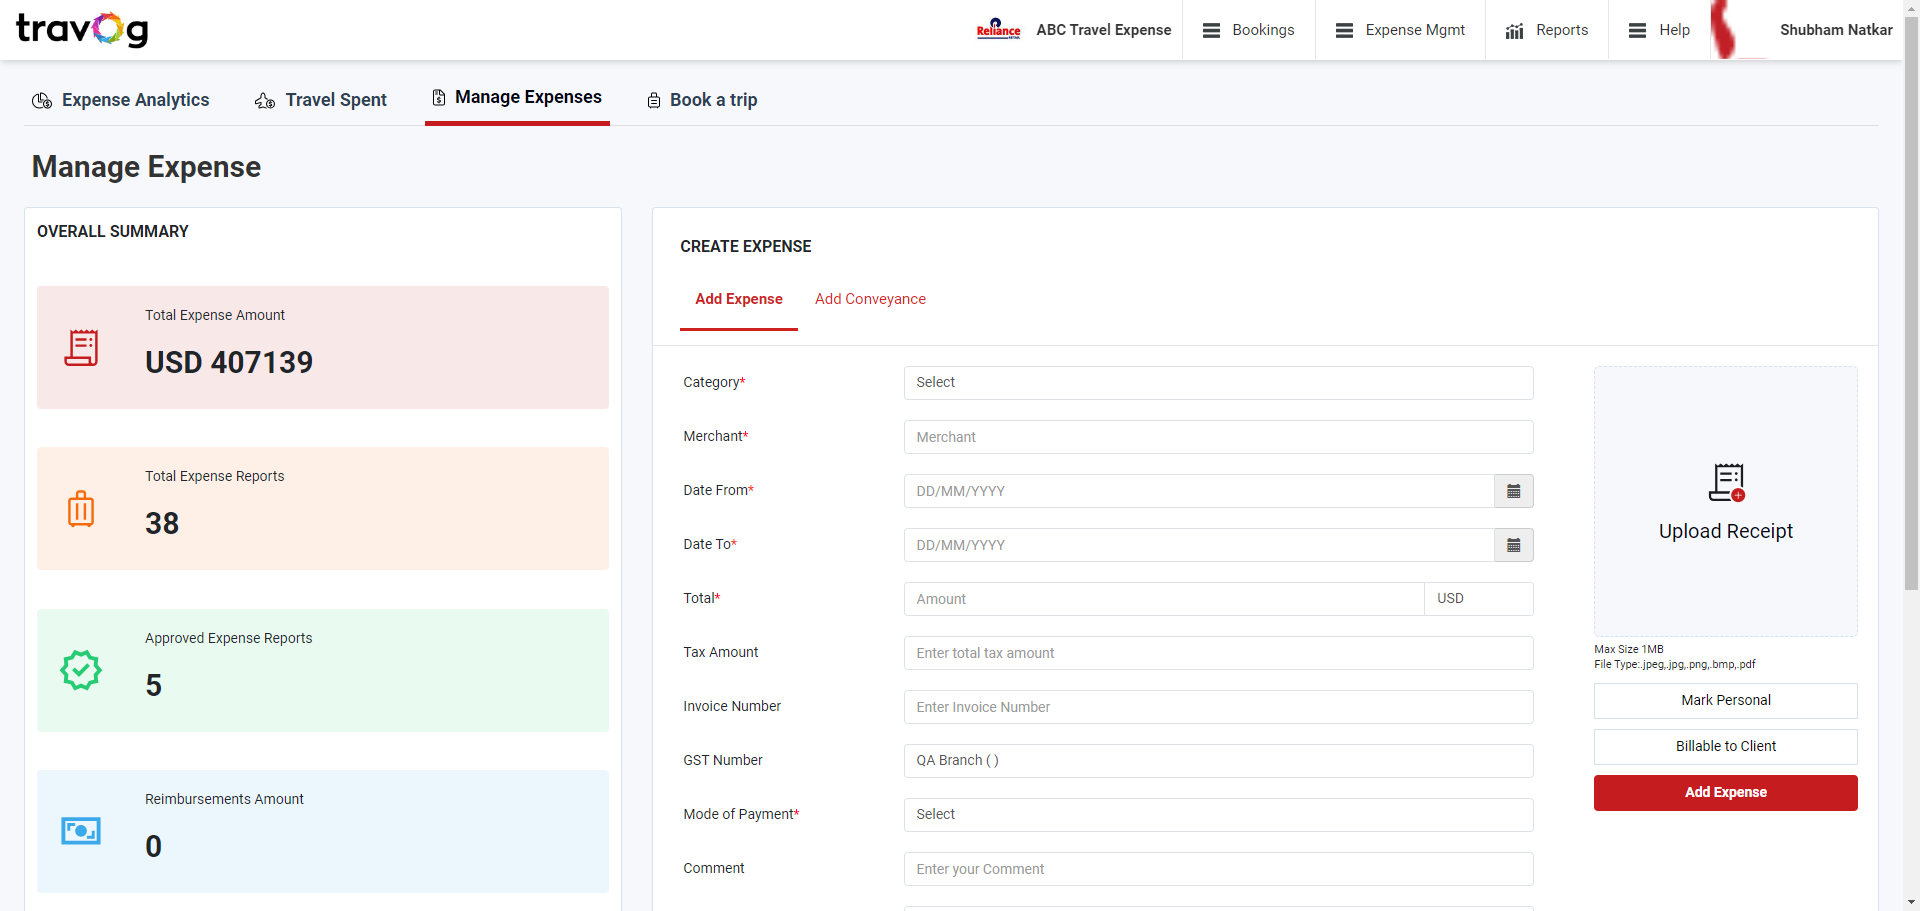 travog
Reliance
ABC Travel Expense
Bookings
Expense Mgmt
Reports
Help
Shubham Natkar
Expense Analytics
Travel Spent
Manage Expenses
Book a trip
Manage Expense
OVERALL SUMMARY
Total Expense Amount
USD 407139
Total Expense Reports
38
Approved Expense Reports
5
Reimbursements Amount
0
CREATE EXPENSE
Add Expense
Add Conveyance
Category*
Select
Merchant*
Merchant
Date From*
DD/MM/YYYY
Date To*
DD/MM/YYYY
Total*
Amount
USD
Tax Amount
Enter total tax amount
Invoice Number
Enter Invoice Number
GST Number
QA Branch ( )
Mode of Payment*
Select
Comment
Enter your Comment
Upload Receipt
Max Size 1MB
File Type:.jpeg,.jpg,.png,.bmp,.pdf
Mark Personal
Billable to Client
Add Expense